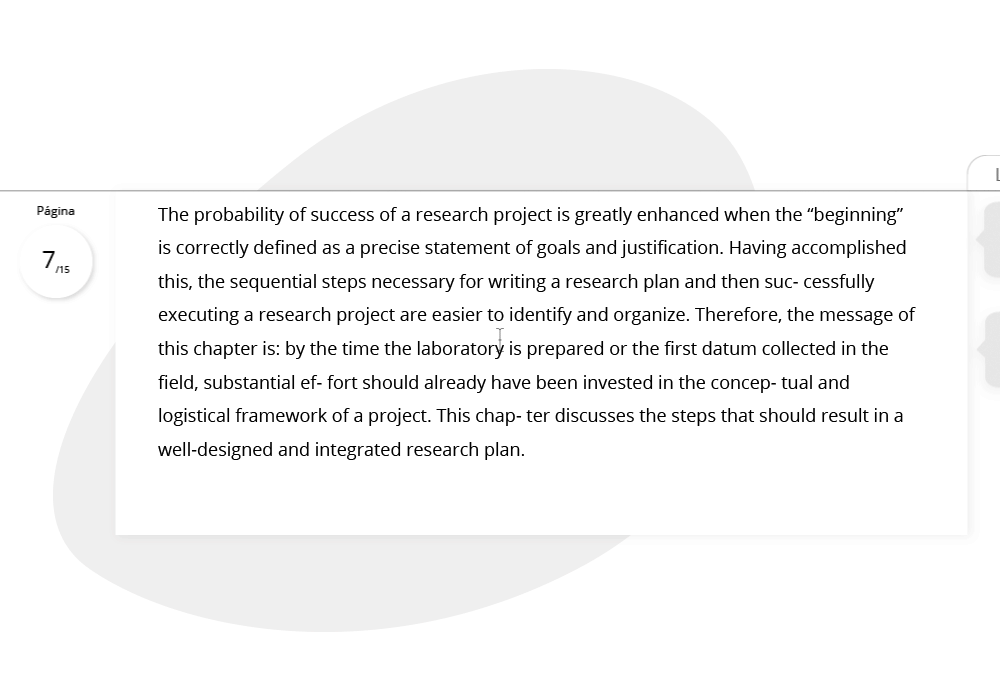 Página
7/15
The probability of success of a research project is greatly enhanced when the “beginning”
is correctly defined as a precise statement of goals and justification. Having accomplished
this, the sequential steps necessary for writing a research plan and then suc- cessfully
executing a research project are easier to identify and organize. Therefore, the message of
this chapter is: by the time the laboratory is prepared or the first datum collected in the
field, substantial ef- fort should already have been invested in the concep- tual and
logistical framework of a project. This chap- ter discusses the steps that should result in a
well-designed and integrated research plan.